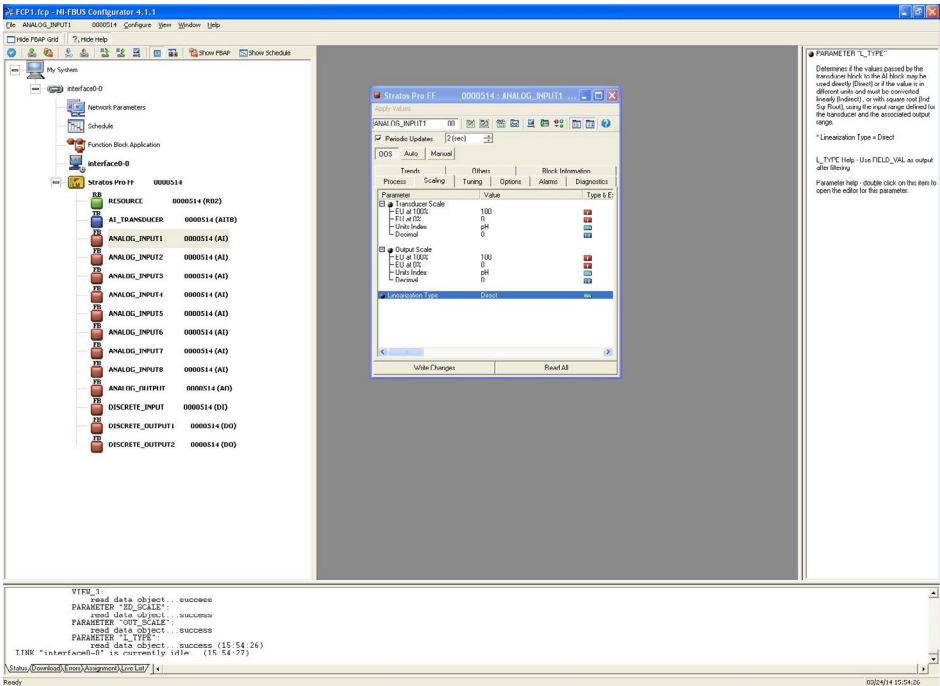 FCP1.fcp - NI-FBUS Configurator 4.1.1
File ANALOG_INPUT1 0000514 Configure View Window Help
Hide FBAP Grid ?, Hide Help
Show FBAP Show Schedule
My System
interface0-0
Network Parameters
Schedule
Function Block Application
interface0-0
Stratos Pro FF 0000514
RB
RESOURCE 0000514 (RB2)
TB
AI_TRANSDUCER 0000514 (AITB)
FB
ANALOG_INPUT1 0000514 (AI)
FB
ANALOG_INPUT2 0000514 (AI)
FB
ANALOG_INPUT3 0000514 (AI)
FB
ANALOG_INPUT4 0000514 (AI)
FB
ANALOG_INPUT5 0000514 (AI)
FB
ANALOG_INPUT6 0000514 (AI)
FB
ANALOG_INPUT7 0000514 (AI)
FB
ANALOG_INPUT8 0000514 (AI)
FB
ANALOG_OUTPUT 0000514 (AO)
FB
DISCRETE_INPUT 0000514 (DI)
FB
DISCRETE_OUTPUT1 0000514 (DO)
FB
DISCRETE_OUTPUT2 0000514 (DO)
Stratos Pro FF 0000514 : ANALOG_INPUT1 ...
Apply Values
ANALOG_INPUT1 00
Periodic Updates 2 (sec)
OOS Auto Manual
Trends Others Block Information
Process Scaling Tuning Options Alarms Diagnostics
Parameter Value Type & E
Transducer Scale
EU at 100% 100
EU at 0% 0
Units Index pH
Decimal 0
Output Scale
EU at 100% 100
EU at 0% 0
Units Index pH
Decimal 0
Linearization Type Direct
Write Changes Read All
PARAMETER "L_TYPE"
Determines if the values passed by the
transducer block to the AI block may be
used directly (Direct) or if the value is in
different units and must be converted
linearly (Indirect), or with square root (Ind
Sqr Root), using the input range defined for
the transducer and the associated output
range.
* Linearization Type = Direct
L_TYPE Help - Use FIELD_VAL as output
after filtering
Parameter help - double click on this item to
open the editor for this parameter.
VIEW_3:
read data object...success
PARAMETER "XD_SCALE":
read data object...success
PARAMETER "OUT_SCALE":
read data object...success
PARAMETER "L_TYPE":
read data object...success (15:54:26)
LINK "interface0-0" is currently idle (15:54:27)
Status Download Errors Assignment Live List
Ready 03/24/14 15:54:26